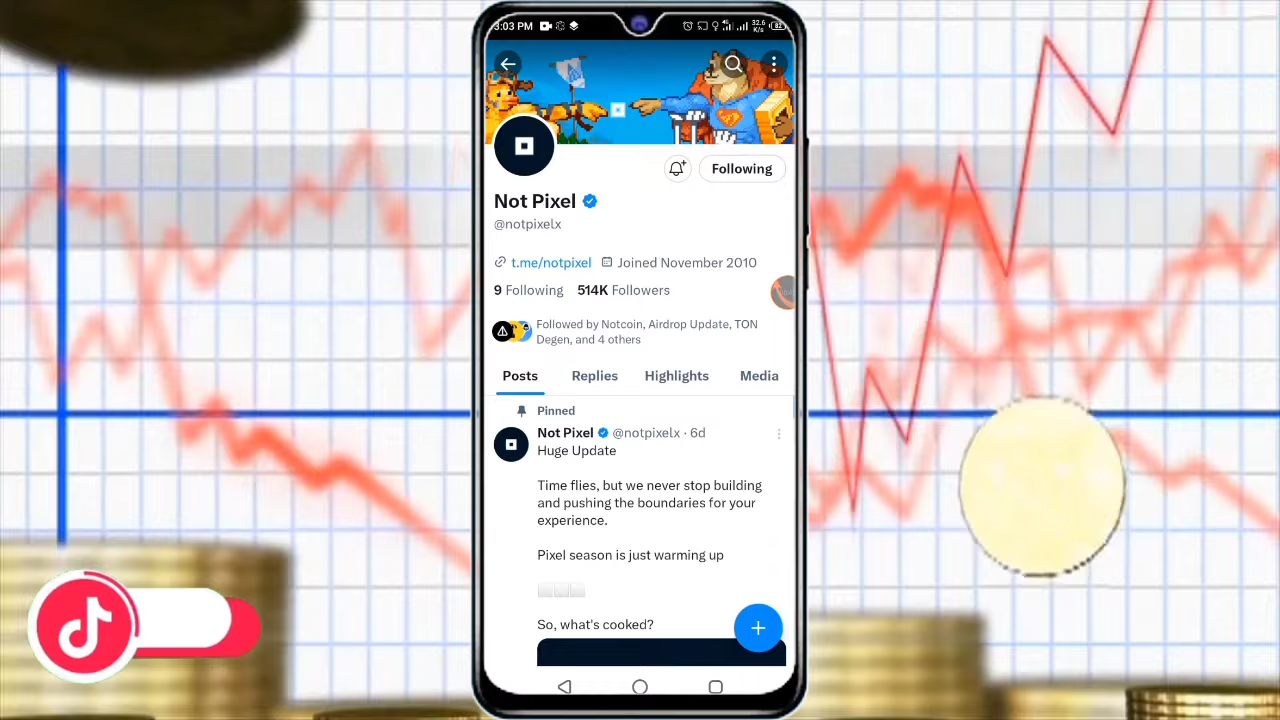 3:03 PM
32.6
K/s
82
Following
Not Pixel
@notpixelx
t.me/notpixel Joined November 2010
9 Following 514K Followers
Followed by Notcoin, Airdrop Update, TON
Degen, and 4 others
Posts Replies Highlights Media
Pinned
Not Pixel @notpixelx · 6d
Huge Update
Time flies, but we never stop building
and pushing the boundaries for your
experience.
Pixel season is just warming up
So, what's cooked?